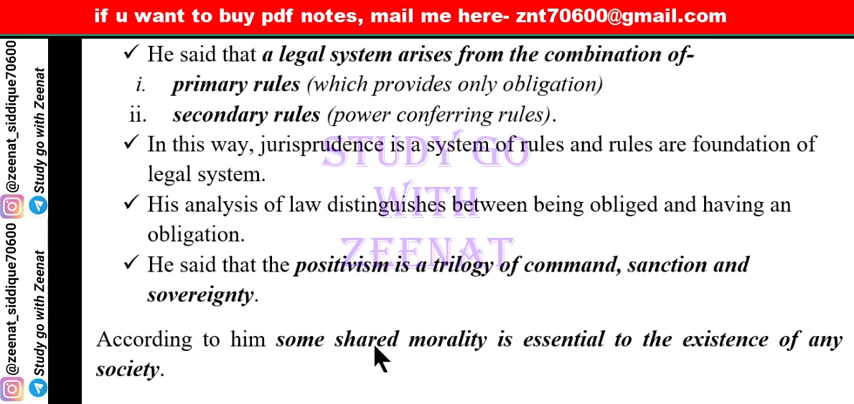 if u want to buy pdf notes, mail me here- znt70600@gmail.com
✓ He said that a legal system arises from the combination of-
i. primary rules (which provides only obligation)
ii. secondary rules (power conferring rules).
✓ In this way, jurisprudence is a system of rules and rules are foundation of
legal system.
✓ His analysis of law distinguishes between being obliged and having an
obligation.
✓ He said that the positivism is a trilogy of command, sanction and
sovereignty.
According to him some shared morality is essential to the existence of any
society.
STUDY GO
WITH
ZEENAT
@zeenat_siddique70600
Study go with Zeenat
@zeenat_siddique70600
Study go with Zeenat